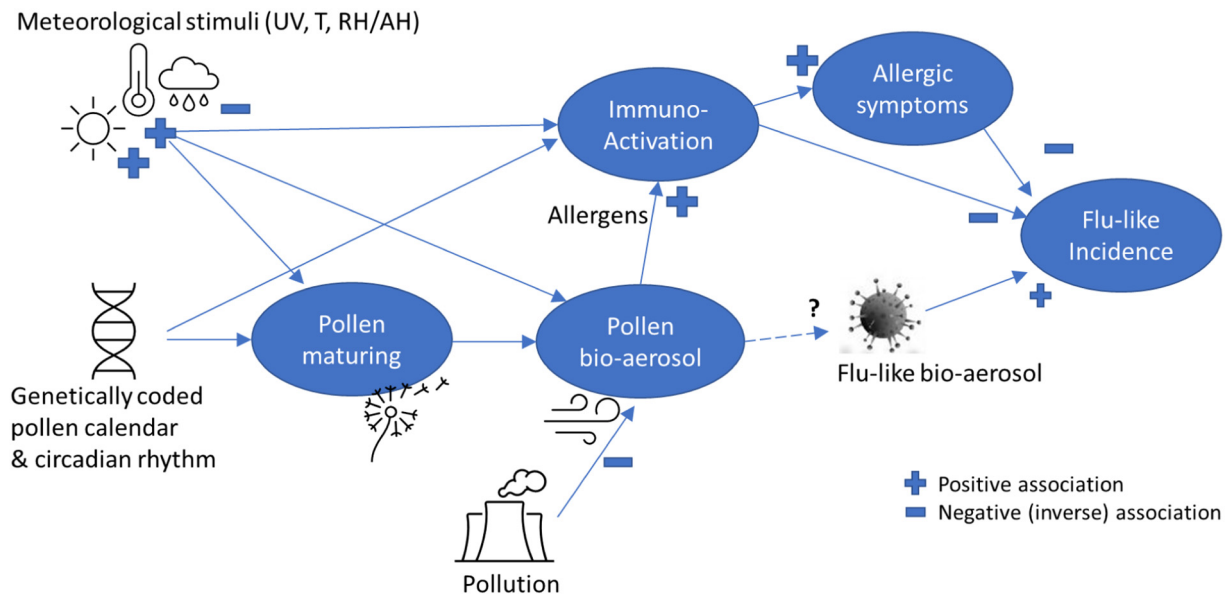 Meteorological stimuli (UV, T, RH/AH)
Immuno-
Activation
Allergic
symptoms
Allergens
Flu-like
Incidence
Pollen
maturing
Pollen
bio-aerosol
?
Flu-like bio-aerosol
Genetically coded
pollen calendar
& circadian rhythm
Pollution
Positive association
Negative (inverse) association